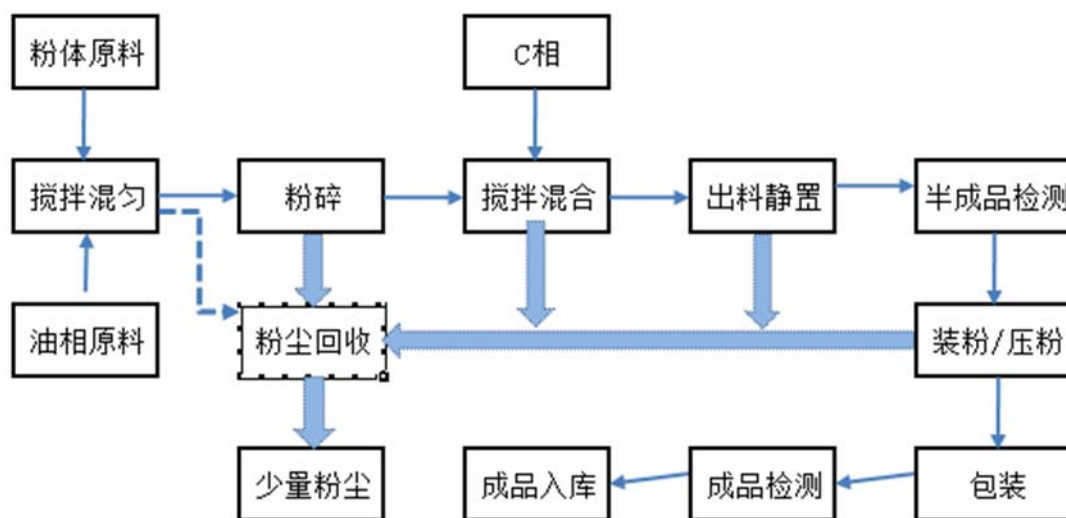 粉体原料
C相
搅拌混匀
粉碎
搅拌混合
出料静置
半成品检测
油相原料
粉尘回收
装粉/压粉
少量粉尘
成品入库
成品检测
包装